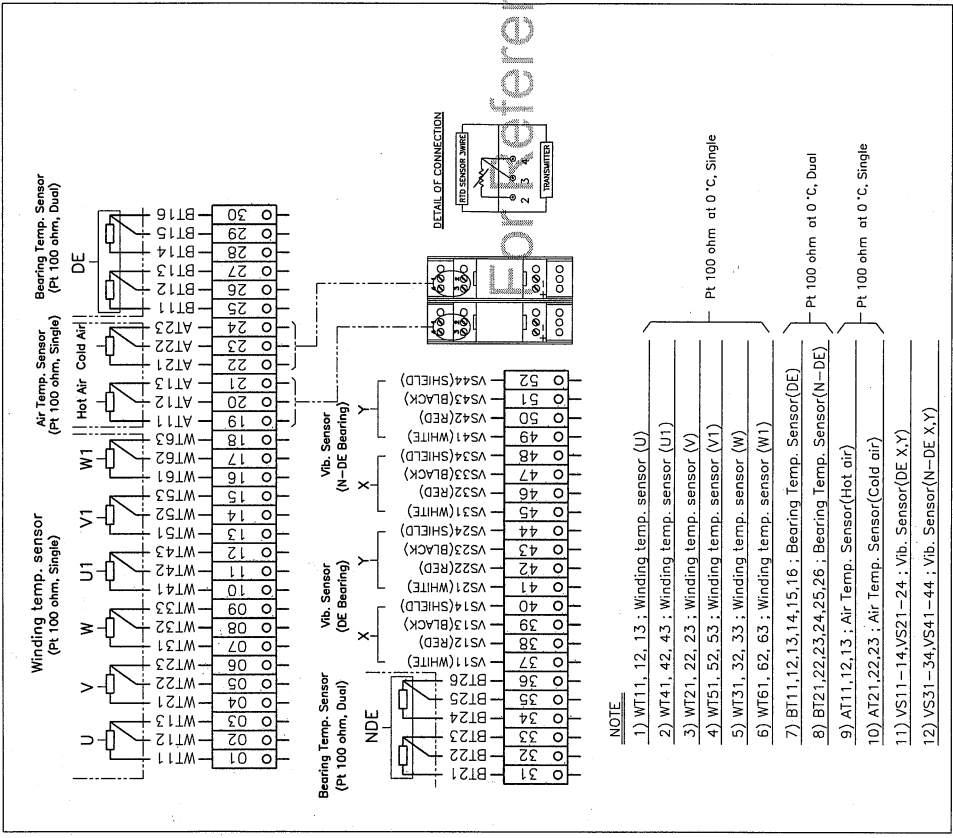 Winding temp. sensor
(Pt 100 ohm, Single)
Air Temp. Sensor
(Pt 100 ohm, Single)
Bearing Temp. Sensor
(Pt 100 ohm, Dual)
U
V
W
U1
V1
W1
Hot Air
Cold Air
DE
WT11
WT12
WT13
WT21
WT22
WT23
WT31
WT32
WT33
WT41
WT42
WT43
WT51
WT52
WT53
WT61
WT62
WT63
AT11
AT12
AT13
AT21
AT22
AT23
BT11
BT12
BT13
BT14
BT15
BT16
01
02
03
04
05
06
07
08
09
10
11
12
13
14
15
16
17
18
19
20
21
22
23
24
25
26
27
28
29
30
Bearing Temp. Sensor
(Pt 100 ohm, Dual)
NDE
Vib. Sensor
(DE Bearing)
X
Y
Vib. Sensor
(N-DE Bearing)
X
Y
BT21
BT22
BT23
BT24
BT25
BT26
VS11(WHITE)
VS12(RED)
VS13(BLACK)
VS14(SHIELD)
VS21(WHITE)
VS22(RED)
VS23(BLACK)
VS24(SHIELD)
VS31(WHITE)
VS32(RED)
VS33(BLACK)
VS34(SHIELD)
VS41(WHITE)
VS42(RED)
VS43(BLACK)
VS44(SHIELD)
31
32
33
34
35
36
37
38
39
40
41
42
43
44
45
46
47
48
49
50
51
52
DETAIL OF CONNECTION
RTD SENSOR 3WIRE
2 3 4
TRANSMITTER
For Referen
NOTE
1) WT11, 12, 13 ; Winding temp. sensor (U)
2) WT41, 42, 43 ; Winding temp. sensor (U1)
3) WT21, 22, 23 ; Winding temp. sensor (V)
4) WT51, 52, 53 ; Winding temp. sensor (V1)
5) WT31, 32, 33 ; Winding temp. sensor (W)
6) WT61, 62, 63 ; Winding temp. sensor (W1)
Pt 100 ohm at 0 °C, Single
7) BT11,12,13,14,15,16 ; Bearing Temp. Sensor(DE)
8) BT21,22,23,24,25,26 ; Bearing Temp. Sensor(N-DE)
Pt 100 ohm at 0 °C, Dual
9) AT11,12,13 ; Air Temp. Sensor(Hot air)
10) AT21,22,23 ; Air Temp. Sensor(Cold air)
Pt 100 ohm at 0 °C, Single
11) VS11-14,VS21-24 ; Vib. Sensor(DE X,Y)
12) VS31-34,VS41-44 ; Vib. Sensor(N-DE X,Y)